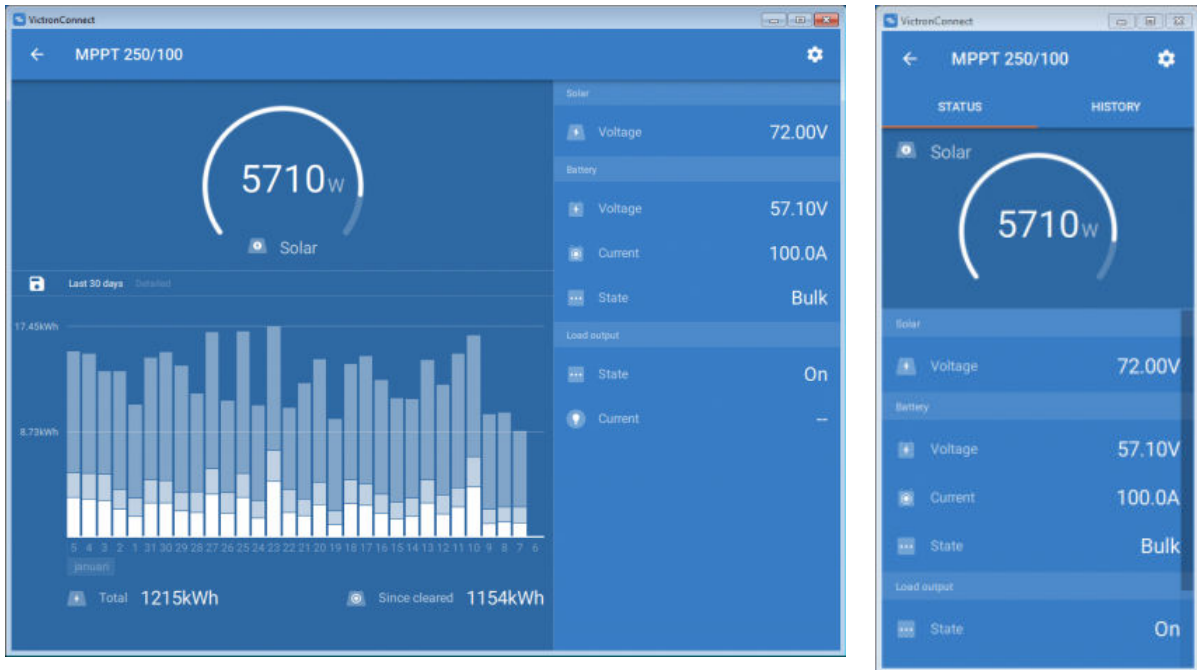 VictronConnect
MPPT 250/100
5710W
Solar
Last 30 days Detailed
17.45kWh
8.73kWh
5 4 3 2 1 31 30 29 28 27 26 25 24 23 22 21 20 19 18 17 16 15 14 13 12 11 10 9 8 7 6
januari
Total 1215kWh
Since cleared 1154kWh
Solar
Voltage 72.00V
Battery
Voltage 57.10V
Current 100.0A
State Bulk
Load output
State On
Current --
VictronConnect
MPPT 250/100
STATUS HISTORY
Solar
5710W
Solar
Voltage 72.00V
Battery
Voltage 57.10V
Current 100.0A
State Bulk
Load output
State On